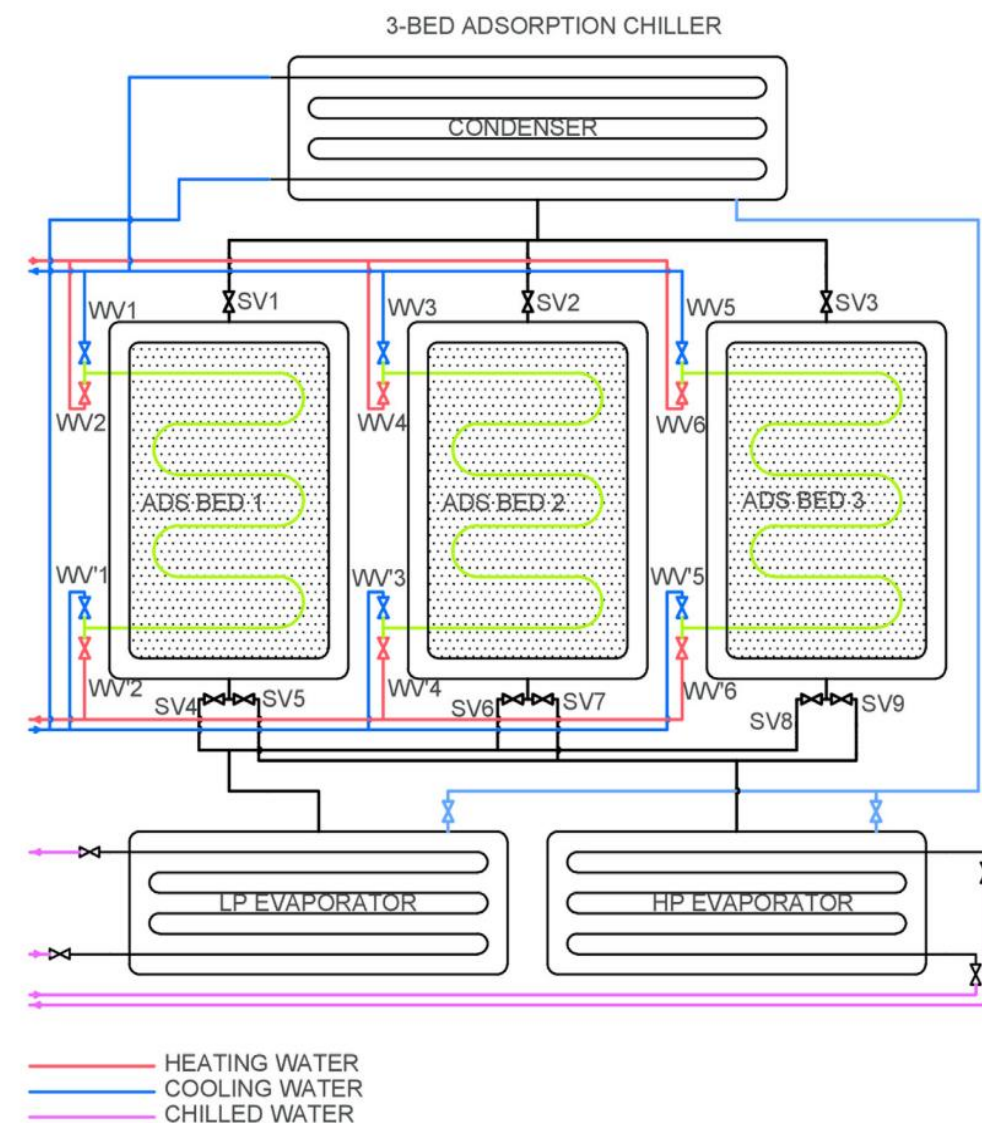 3-BED ADSORPTION CHILLER
CONDENSER
WV1
SV1
WV3
SV2
WV5
SV3
WV2
WV4
WV6
ADS BED 1
ADS BED 2
ADS BED 3
WV'1
WV'3
WV'5
WV'2
WV'4
WV'6
SV4
SV5
SV6
SV7
SV8
SV9
LP EVAPORATOR
HP EVAPORATOR
HEATING WATER
COOLING WATER
CHILLED WATER